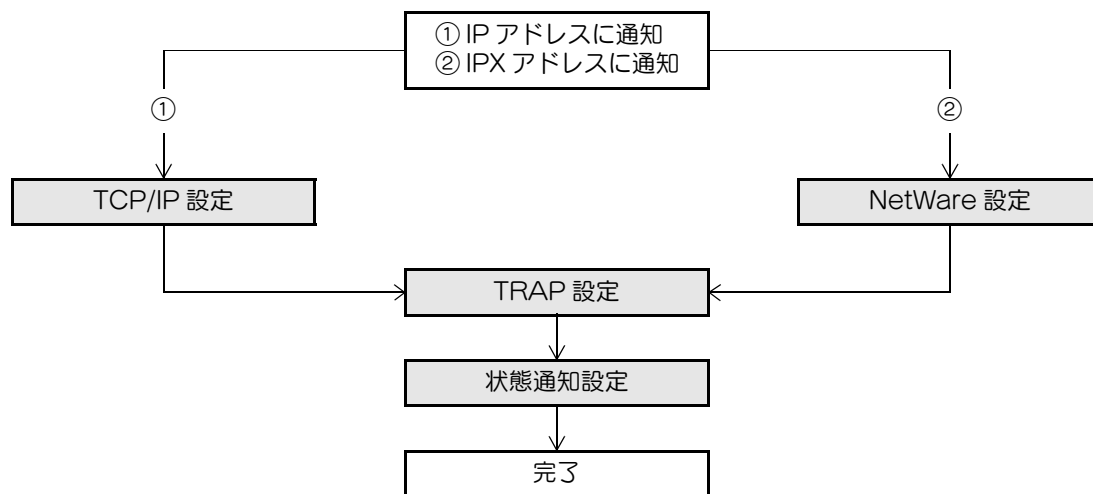 ① IP アドレスに通知
② IPX アドレスに通知
①
②
TCP/IP 設定
NetWare 設定
TRAP 設定
状態通知設定
完了